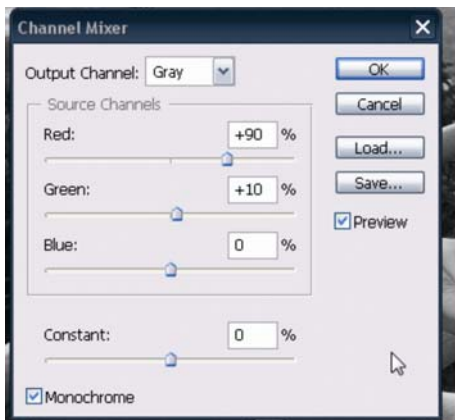 Channel Mixer
Output Channel: Gray
OK
Source Channels
Cancel
Red: +90 %
Load...
Green: +10 %
Save...
Preview
Blue: 0 %
Constant: 0 %
Monochrome